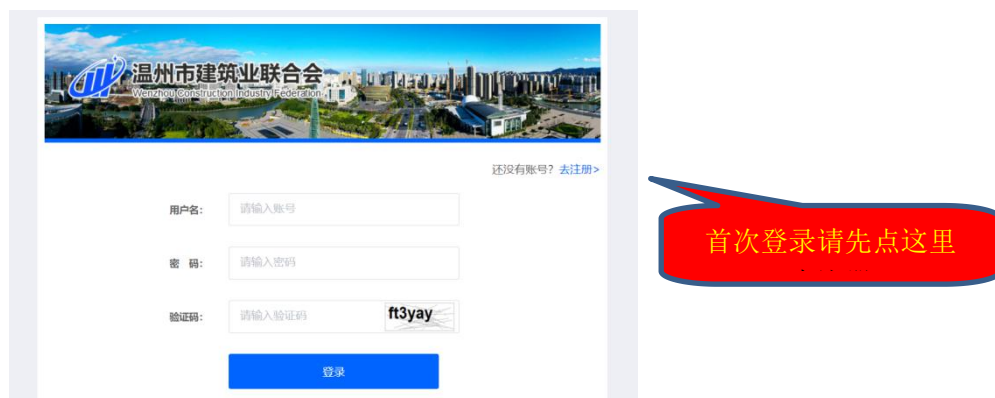 温州市建筑业联合会
Wenzhou Construction Industry Federation
还没有账号？去注册>
用户名：
请输入账号
密 码：
请输入密码
验证码：
请输入验证码
ft3yay
登录
首次登录请先点这里